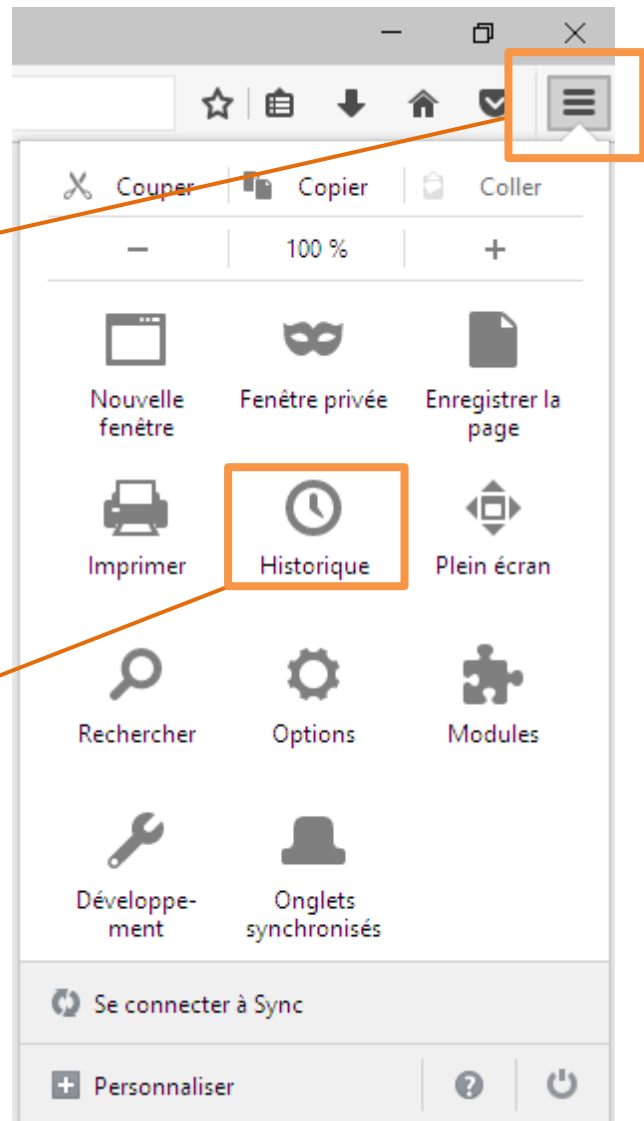 Couper Copier Coller
− 100 % +
Nouvelle fenêtre privée Enregistrer la
fenêtre page
Imprimer Historique Plein écran
Rechercher Options Modules
Développe- Onglets
ment synchronisés
Se connecter à Sync
Personnaliser ?